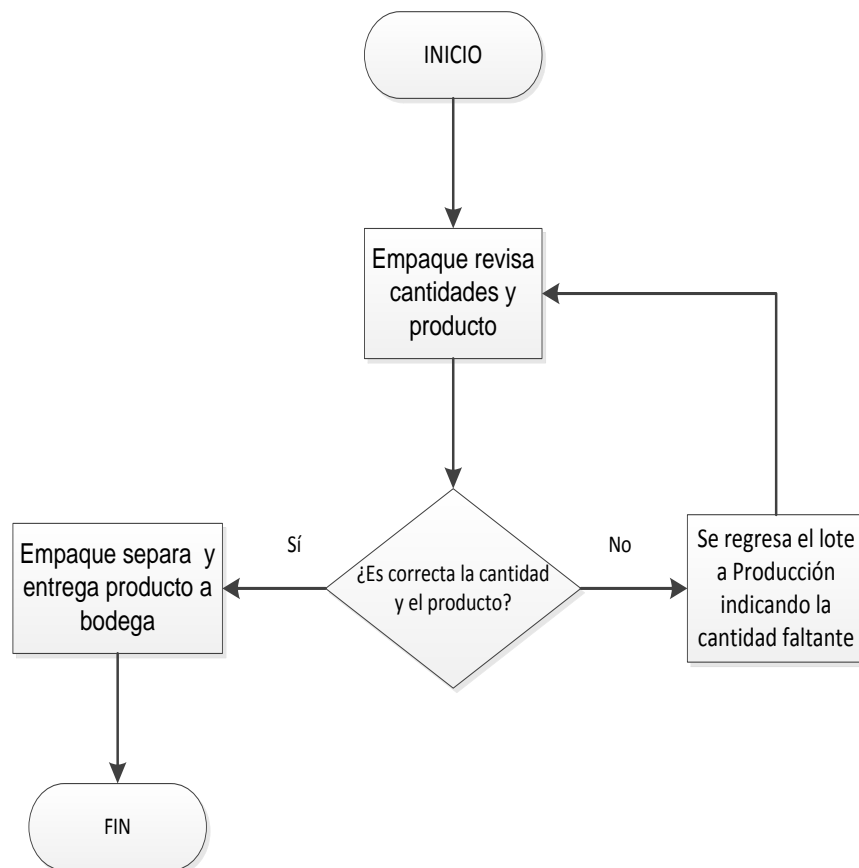 INICIO
Empaque revisa
cantidades y
producto
¿Es correcta la cantidad
y el producto?
Sí
No
Empaque separa y
entrega producto a
bodega
Se regresa el lote
a Producción
indicando la
cantidad faltante
FIN